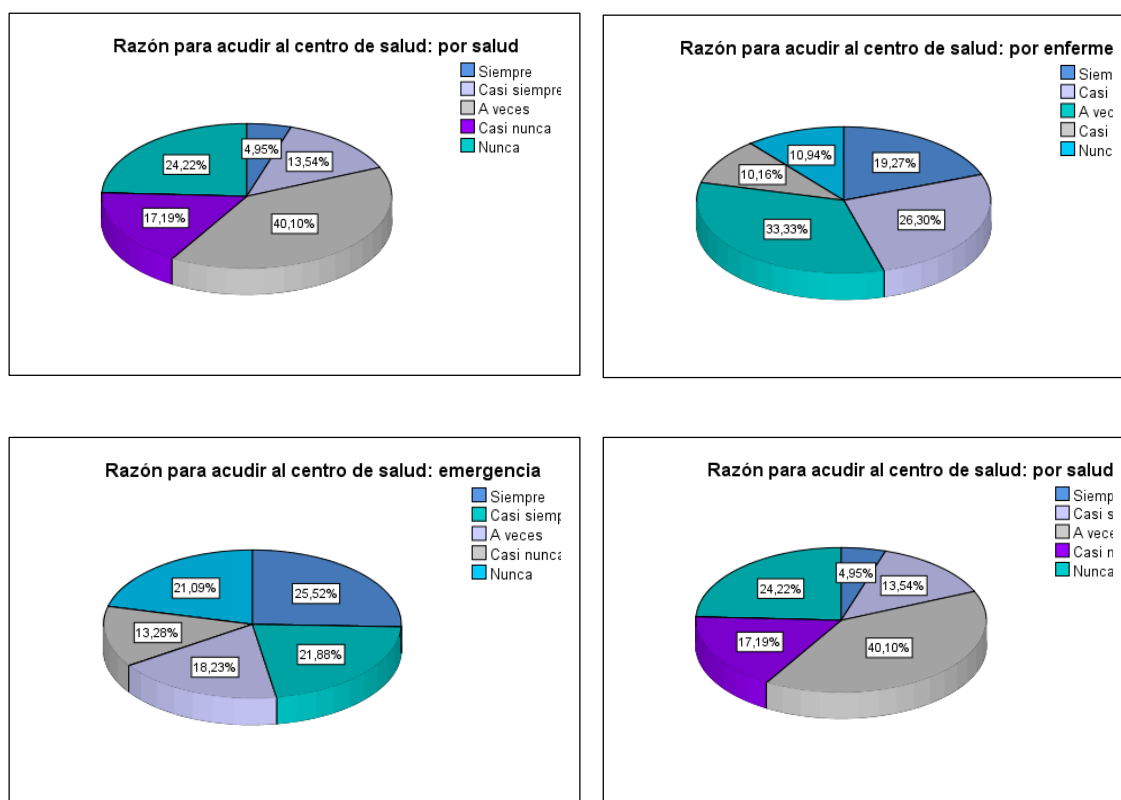 Razón para acudir al centro de salud: por salud
Siempre
Casi siempre
A veces
Casi nunca
Nunca
4,95%
13,54%
24,22%
17,19%
40,10%
Razón para acudir al centro de salud: por enferme
Siem
Casi
A vec
Casi
Nunc
10,94%
19,27%
10,16%
26,30%
33,33%
Razón para acudir al centro de salud: emergencia
Siempre
Casi siemp
A veces
Casi nunca
Nunca
21,09%
25,52%
13,28%
21,88%
18,23%
Razón para acudir al centro de salud: por salud
Siemp
Casi s
A vece
Casi n
Nunca
4,95%
13,54%
24,22%
17,19%
40,10%